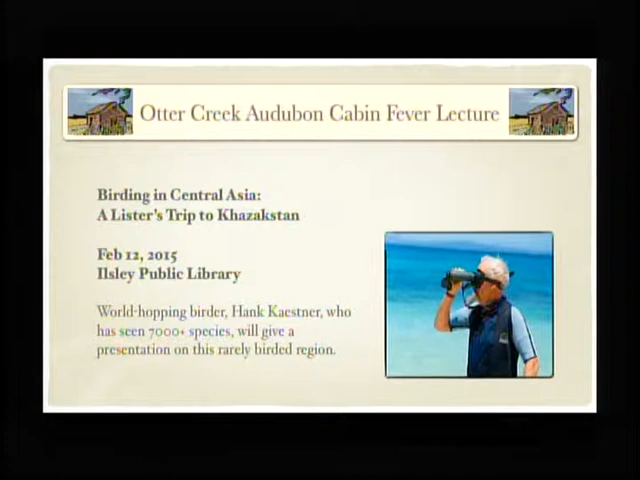 Otter Creek Audubon Cabin Fever Lecture
Birding in Central Asia:
A Lister's Trip to Khazakstan
Feb 12, 2015
Ilsley Public Library
World-hopping birder, Hank Kaestner, who
has seen 7000+ species, will give a
presentation on this rarely birded region.